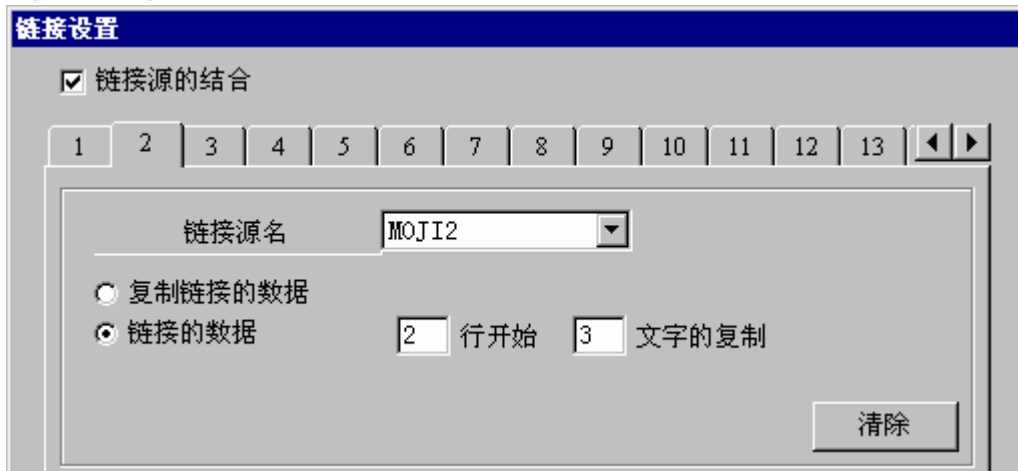 链接设置
链接源的结合
1 2 3 4 5 6 7 8 9 10 11 12 13
链接源名 MOJI2
复制链接的数据
链接的数据 2 行开始 3 文字的复制
清除